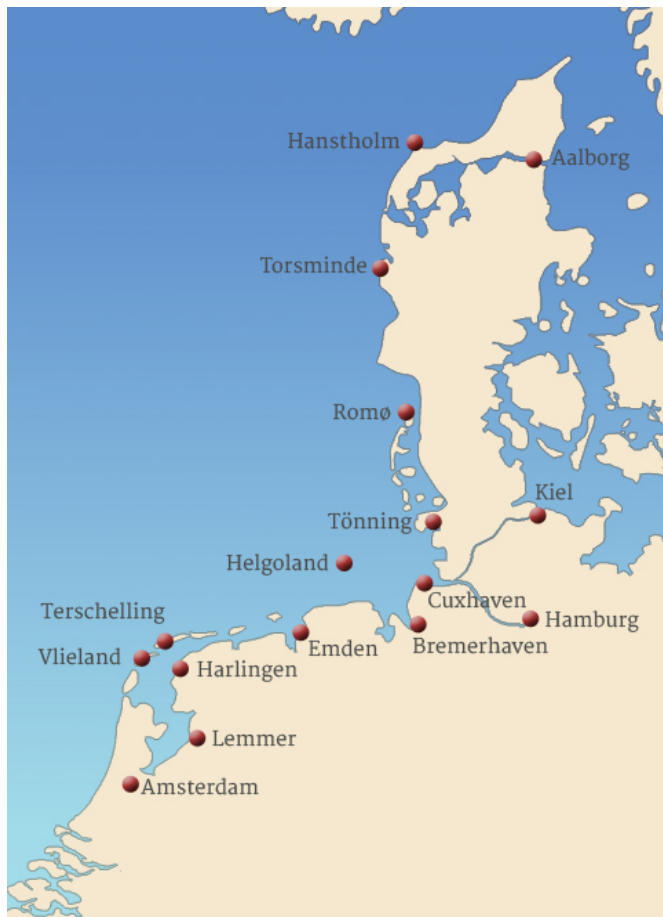 Hanstholm
Aalborg
Torsminde
Romø
Kiel
Tönning
Helgoland
Cuxhaven
Terschelling
Hamburg
Emden
Bremerhaven
Vlieland
Harlingen
Lemmer
Amsterdam